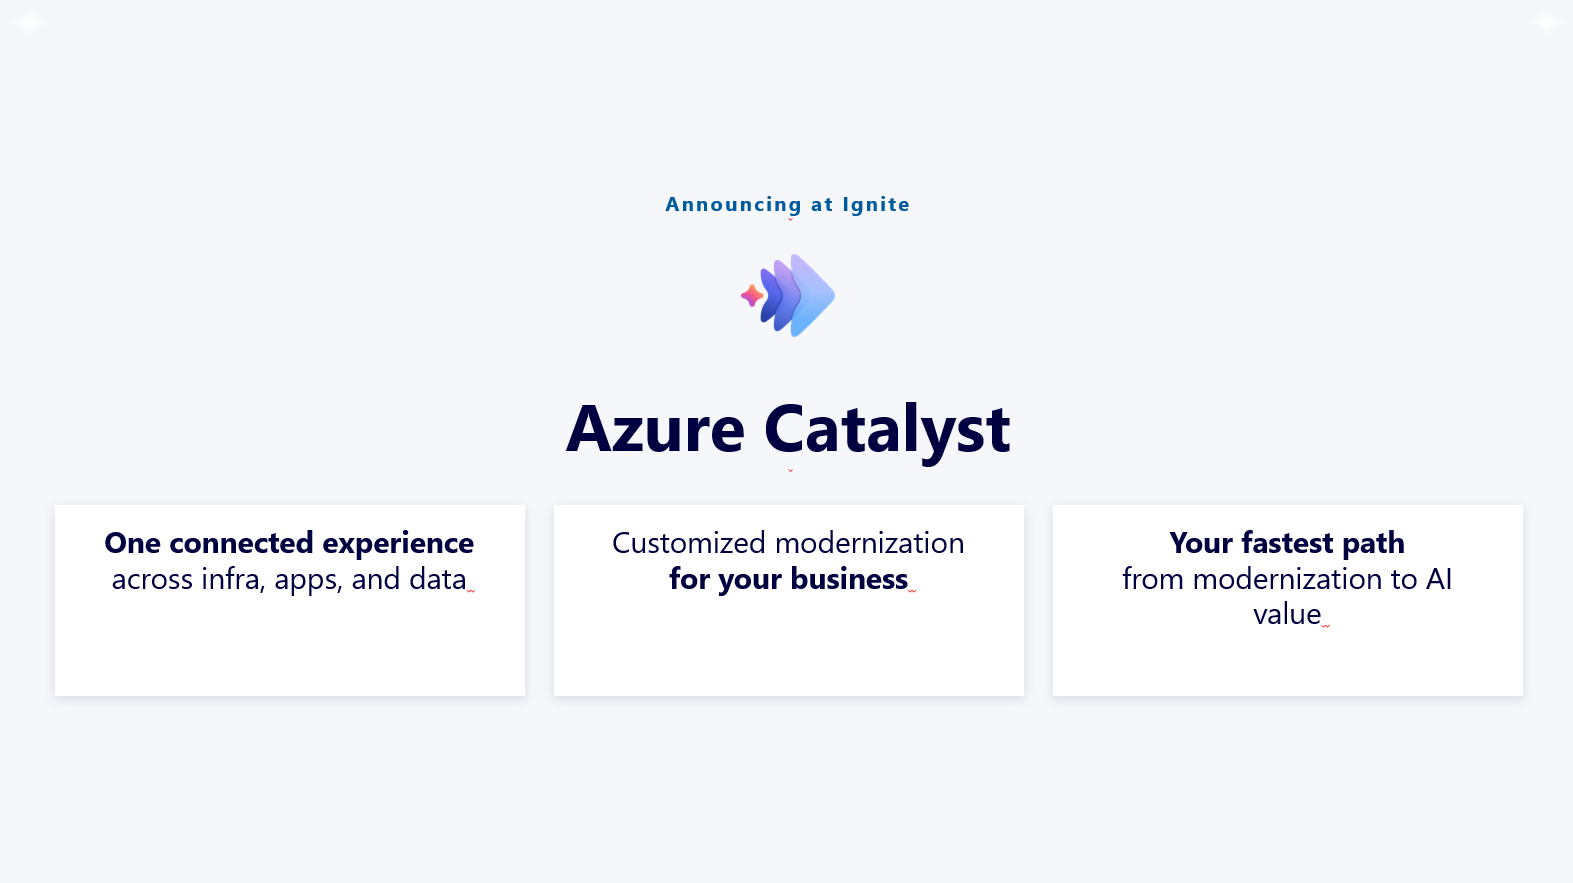 Announcing at Ignite
Azure Catalyst
One connected experience
across infra, apps, and data
Customized modernization
for your business
Your fastest path
from modernization to AI
value